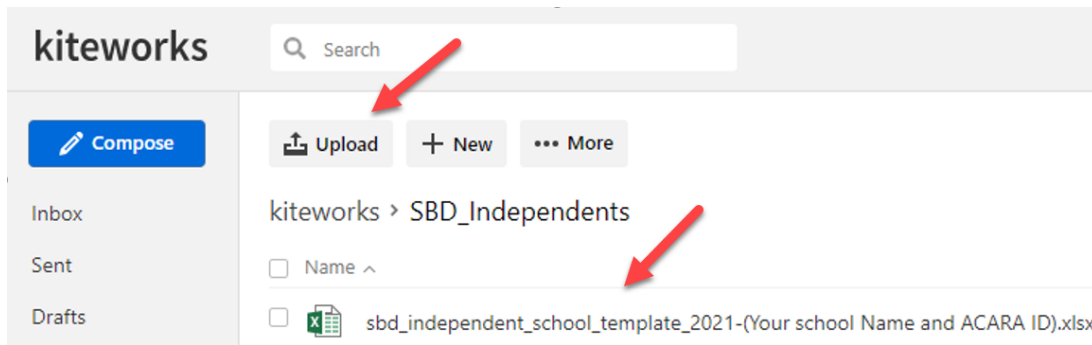 kiteworks
Search
Compose
Upload
New
More
Inbox
kiteworks > SBD_Independents
Sent
Name
Drafts
sbd_independent_school_template_2021-(Your school Name and ACARA ID).xlsx